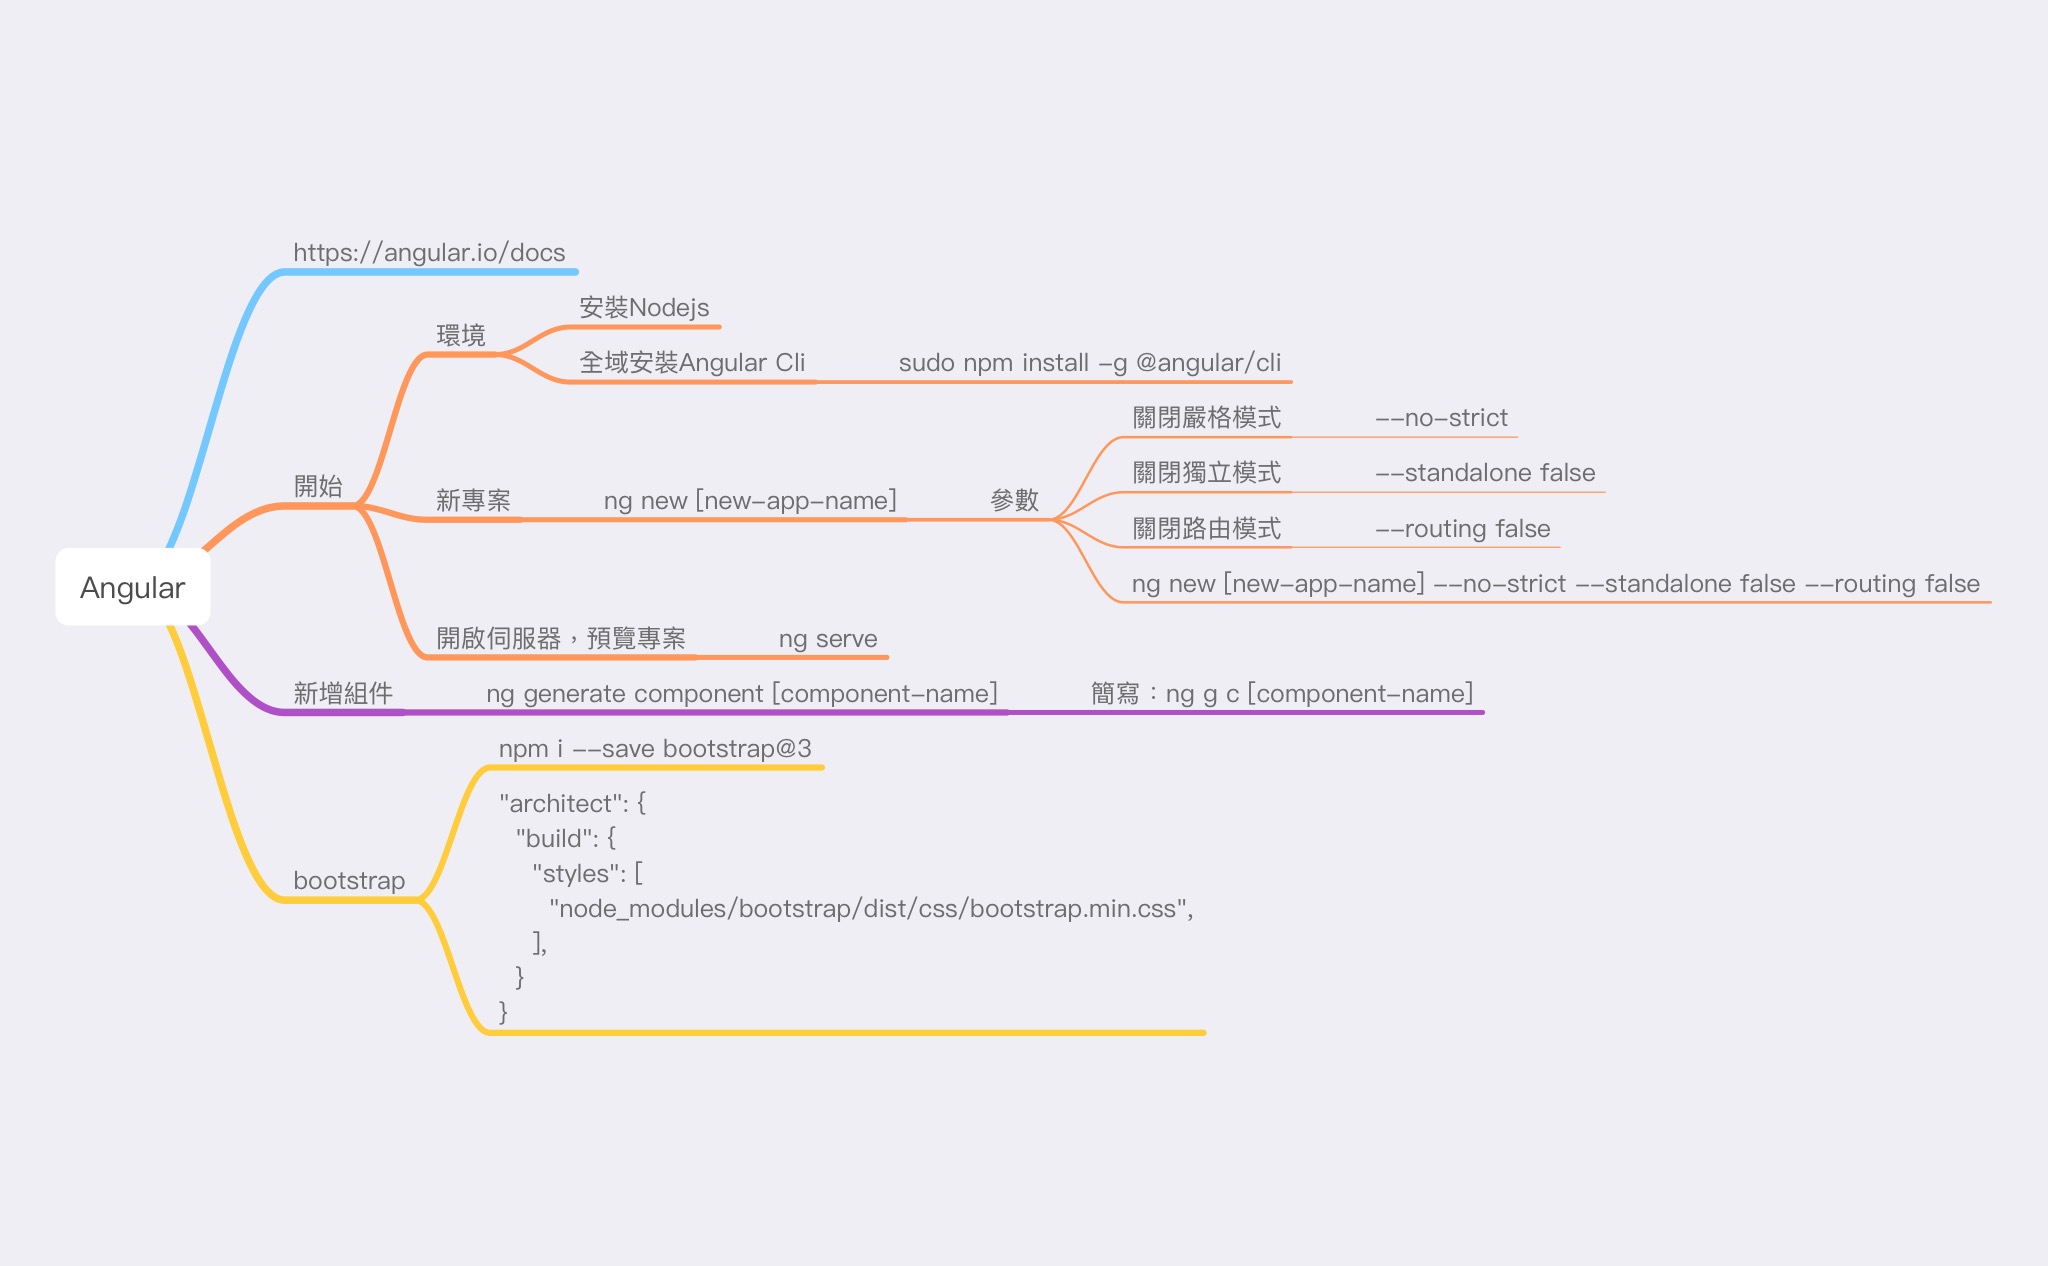 https://angular.io/docs
安裝Nodejs
環境
全域安裝Angular Cli
sudo npm install -g @angular/cli
關閉嚴格模式
--no-strict
關閉獨立模式
--standalone false
開始
新專案
ng new [new-app-name]
參數
關閉路由模式
--routing false
ng new [new-app-name] --no-strict --standalone false --routing false
Angular
開啟伺服器，預覽專案
ng serve
新增組件
ng generate component [component-name]
簡寫：ng g c [component-name]
npm i --save bootstrap@3
bootstrap
"architect": {
"build": {
"styles": [
"node_modules/bootstrap/dist/css/bootstrap.min.css",
],
}
}